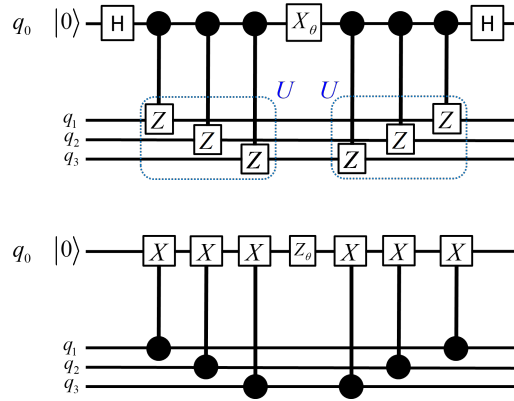 q₀ |0⟩ H X_θ H
U U
q₁ Z Z
q₂ Z Z
q₃ Z Z
q₀ |0⟩ X X X Z_θ X X X
q₁
q₂
q₃